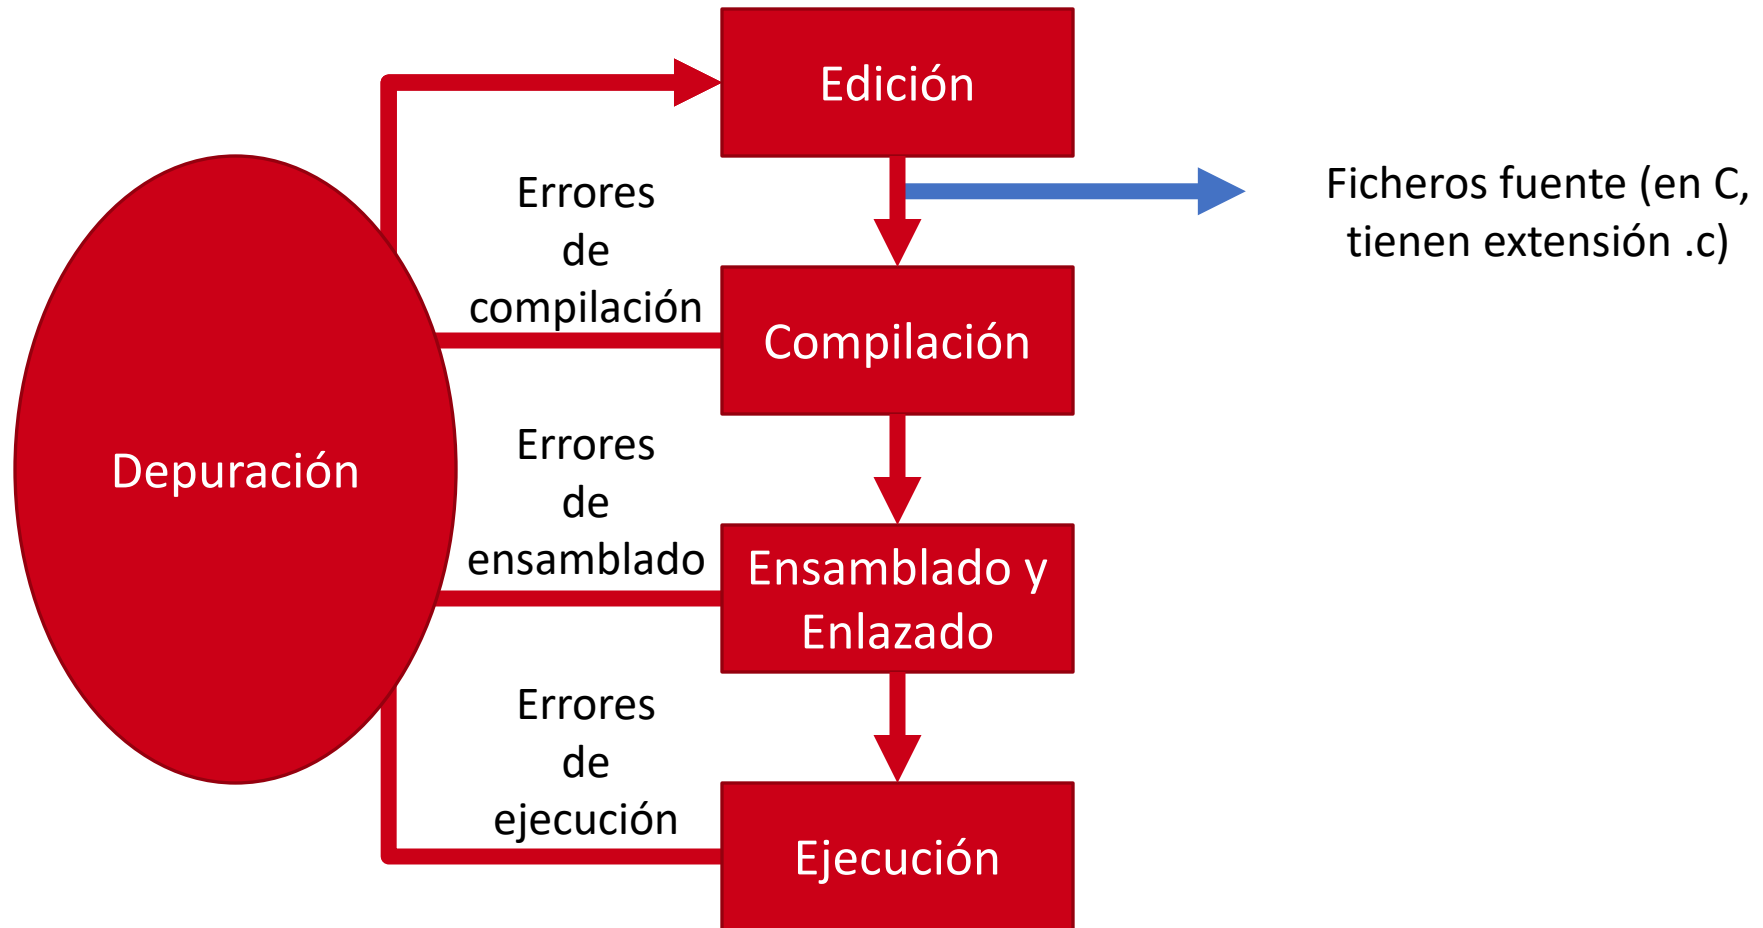 Edición
Errores
de
compilación
Ficheros fuente (en C,
tienen extensión .c)
Compilación
Depuración
Errores
de
ensamblado
Ensamblado y
Enlazado
Errores
de
ejecución
Ejecución